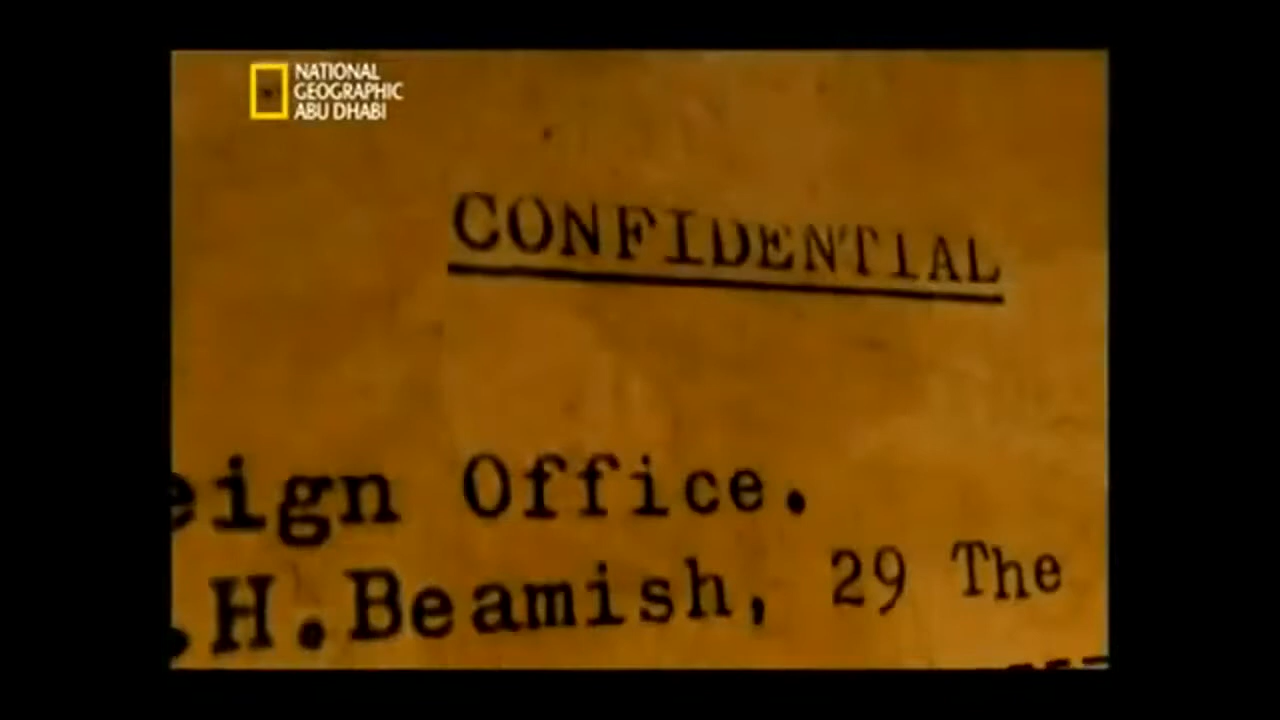 NATIONAL
GEOGRAPHIC
ABU DHABI
CONFIDENTIAL
eign Office.
.H.Beamish, 29 The